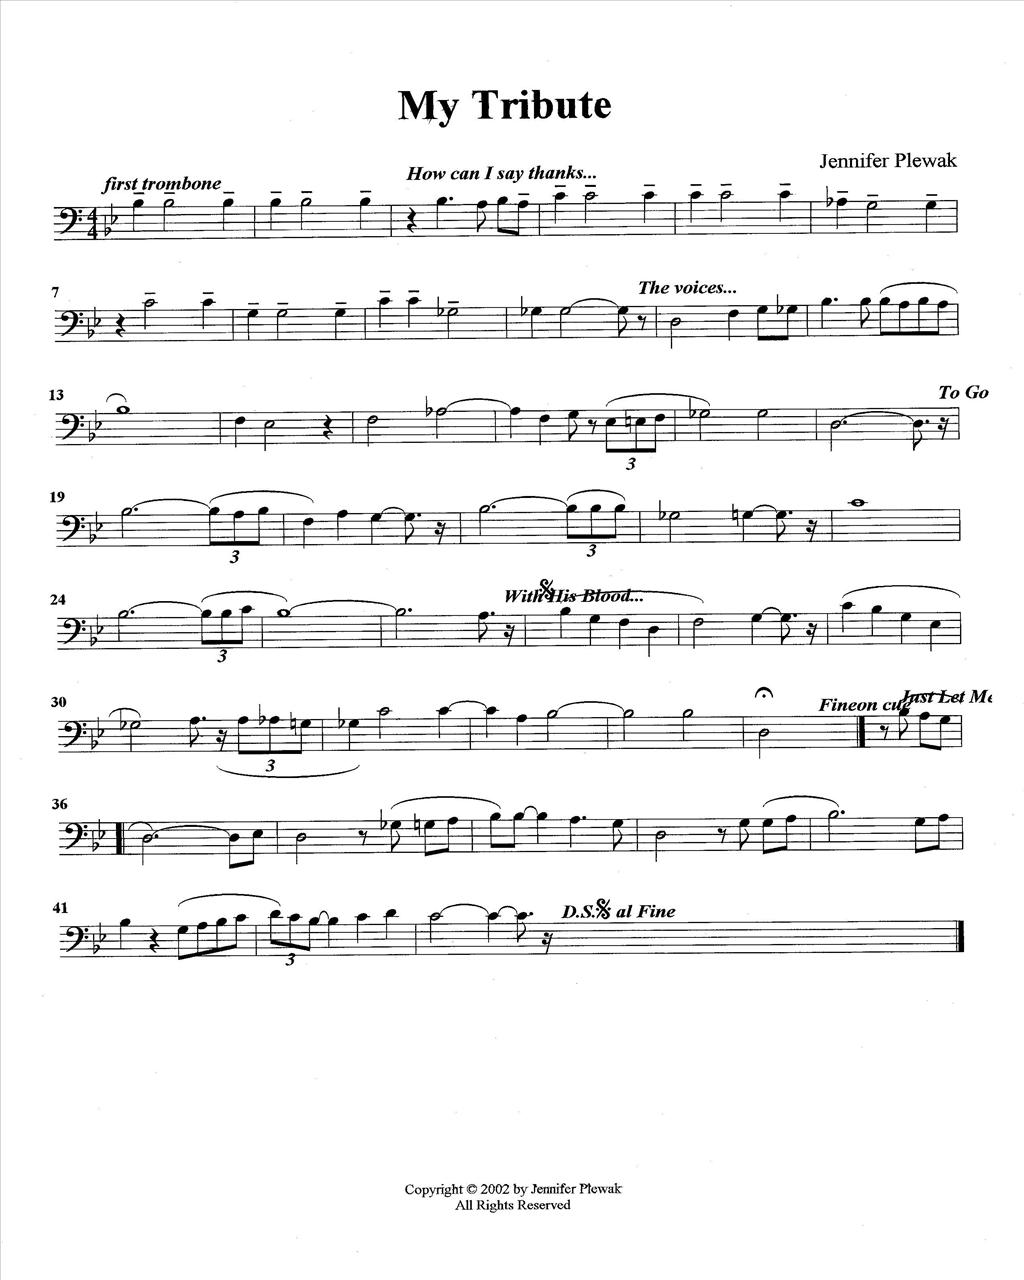 My Tribute
Jennifer Plewak
first trombone
How can I say thanks...
4
4
The voices...
7
To Go
13
3
19
3
3
With His Blood...
24
3
Fineon cue
Just Let Me
30
3
36
D.S. al Fine
41
3
Copyright © 2002 by Jennifer Plewak
All Rights Reserved